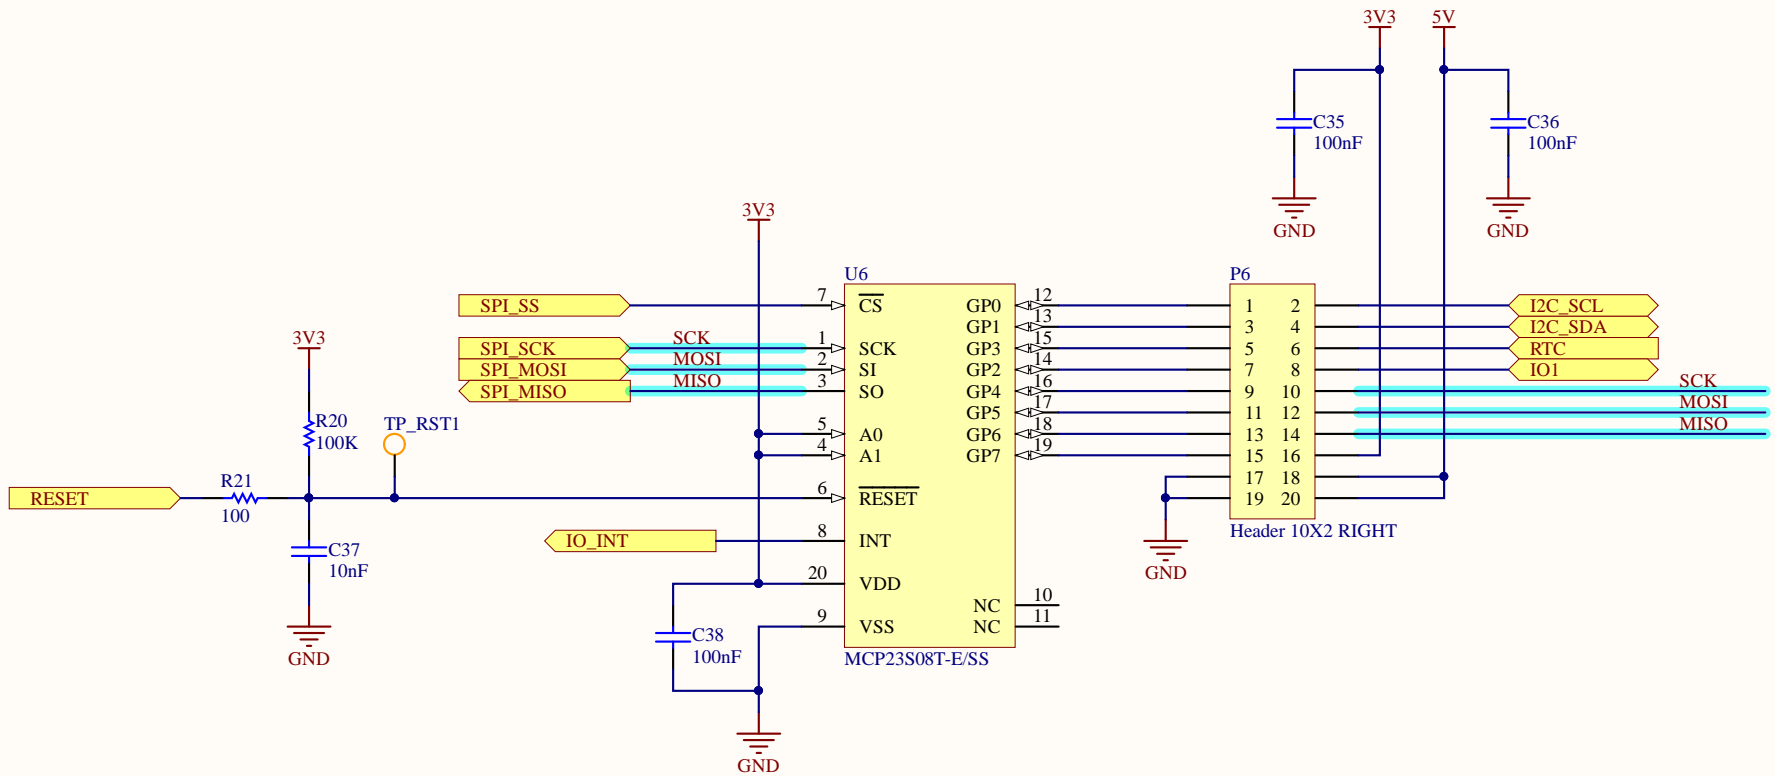 3V3 5V
C35
100nF
C36
100nF
GND GND
3V3
U6 P6
SPI_SS 7 CS GP0 12 1 2 I2C_SCL
GP1 13 3 4 I2C_SDA
3V3 SPI_SCK SCK 1 SCK GP3 15 5 6 RTC
SPI_MOSI MOSI 2 SI GP2 14 7 8 IO1
SPI_MISO MISO 3 SO GP4 16 9 10 SCK
GP5 17 11 12 MOSI
R20 TP_RST1 5 A0 GP6 18 13 14 MISO
100K 4 A1 GP7 19 15 16
17 18
RESET R21 6 RESET 19 20
100
Header 10X2 RIGHT
IO_INT 8 INT
C37
10nF
GND
20 VDD
NC 10
9 VSS NC 11
C38
100nF
MCP23S08T-E/SS
GND
GND